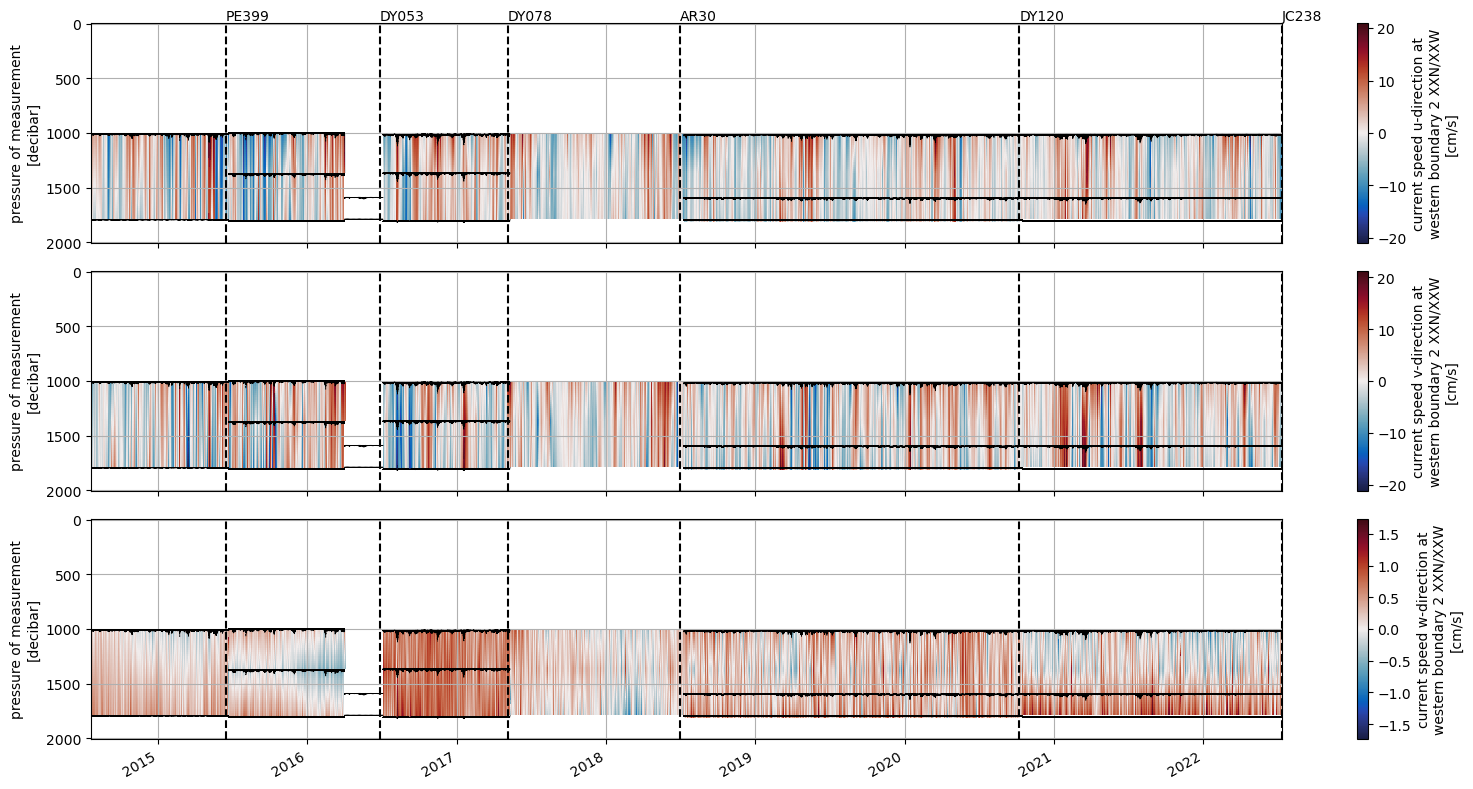 PE399 DY053 DY078 AR30 DY120 JC238
0
500
1000
1500
2000
pressure of measurement
[decibar]
20
10
0
−10
−20
current speed u-direction at
western boundary 2 XXN/XXW
[cm/s]
0
500
1000
1500
2000
pressure of measurement
[decibar]
20
10
0
−10
−20
current speed v-direction at
western boundary 2 XXN/XXW
[cm/s]
0
500
1000
1500
2000
pressure of measurement
[decibar]
1.5
1.0
0.5
0.0
−0.5
−1.0
−1.5
current speed w-direction at
western boundary 2 XXN/XXW
[cm/s]
2015 2016 2017 2018 2019 2020 2021 2022